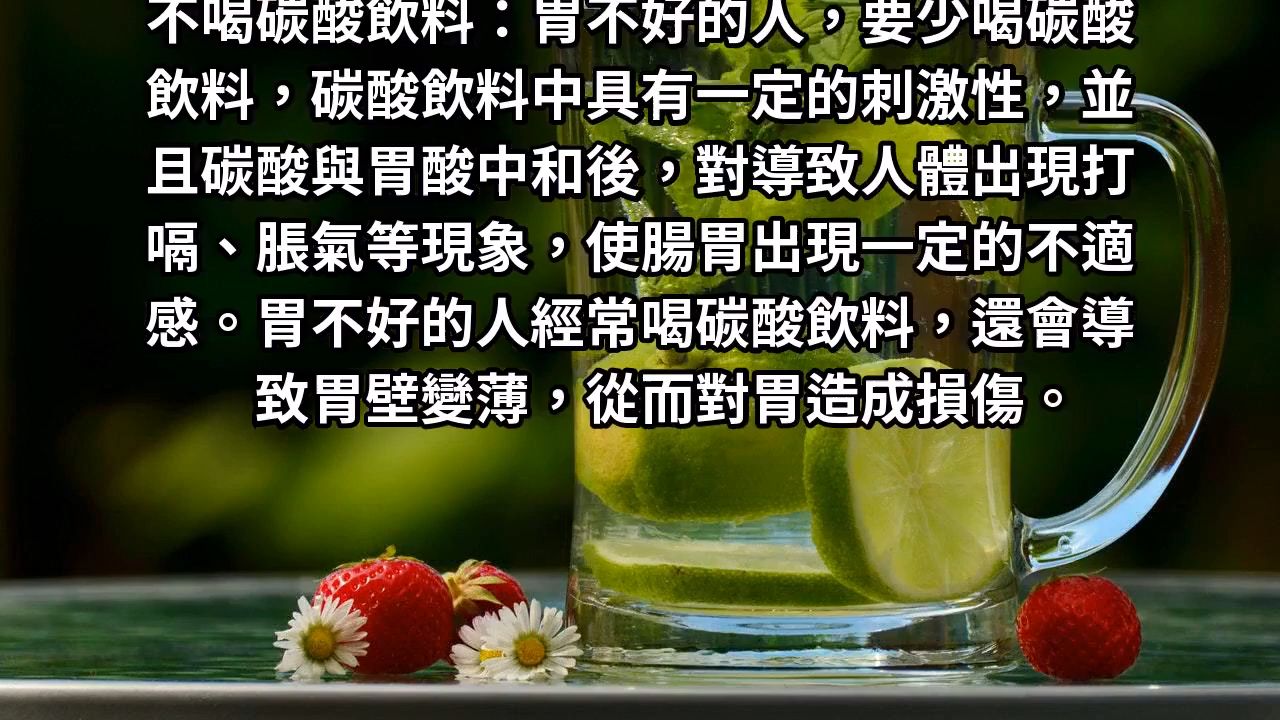 不喝碳酸飲料：胃不好的人，要少喝碳酸
飲料，碳酸飲料中具有一定的刺激性，並
且碳酸與胃酸中和後，對導致人體出現打
嗝、脹氣等現象，使腸胃出現一定的不適
感。胃不好的人經常喝碳酸飲料，還會導
致胃壁變薄，從而對胃造成損傷。